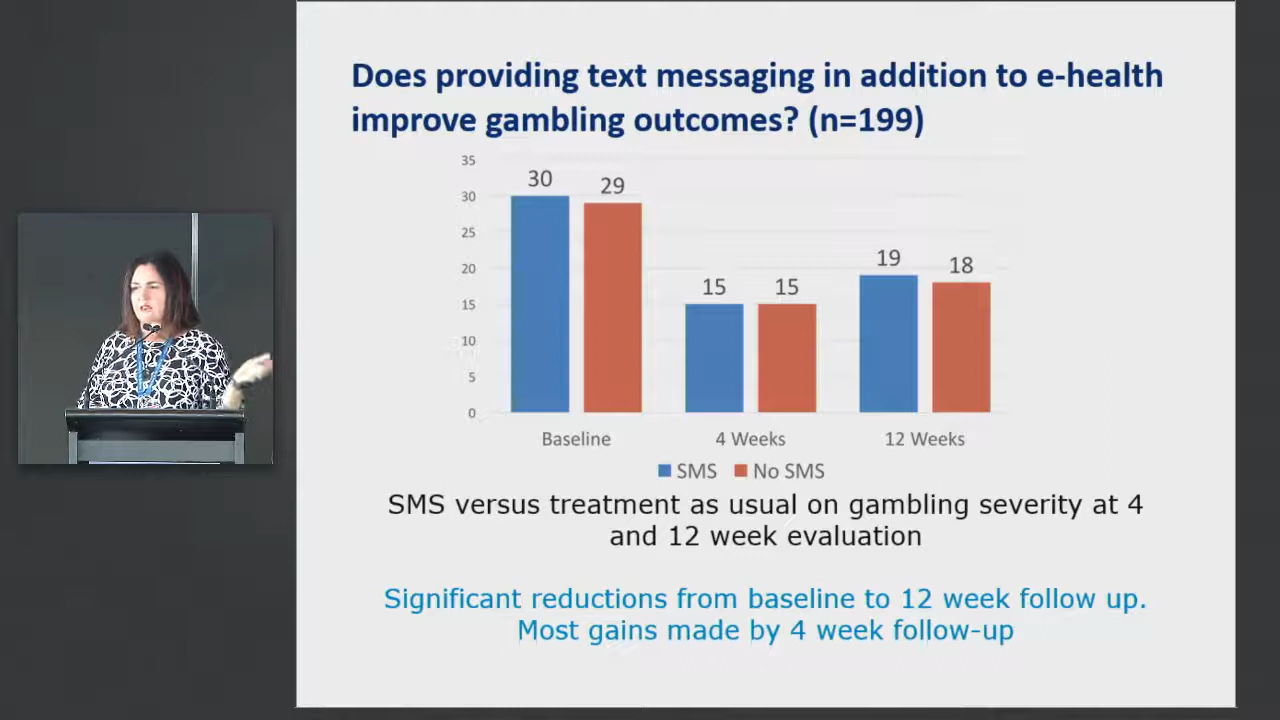 Does providing text messaging in addition to e-health
improve gambling outcomes? (n=199)
35
30
25
20
15
10
5
0
30
29
15
15
19
18
Baseline
4 Weeks
12 Weeks
SMS
No SMS
SMS versus treatment as usual on gambling severity at 4
and 12 week evaluation
Significant reductions from baseline to 12 week follow up.
Most gains made by 4 week follow-up